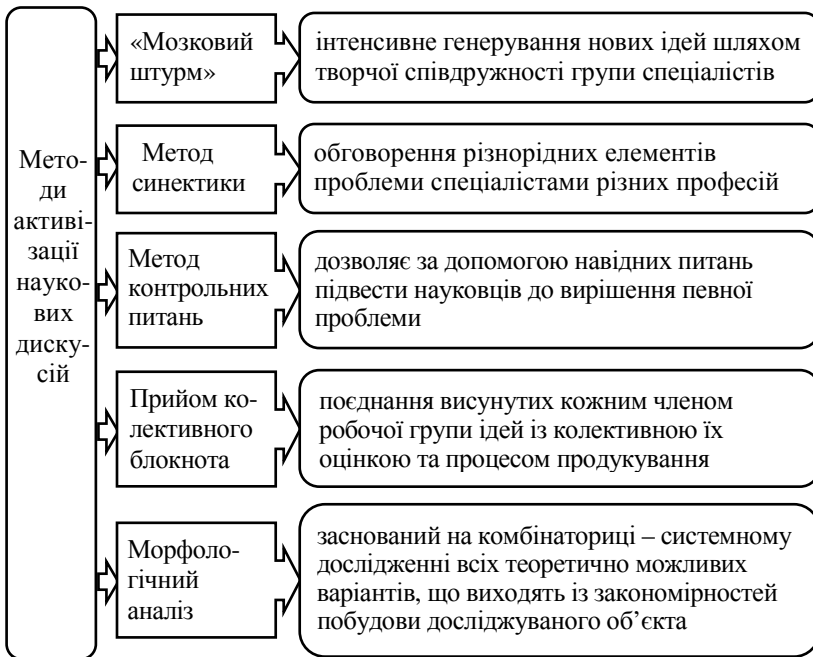 Мето-
ди
активі-
зації
науко-
вих
диску-
сій
«Мозковий
штурм»
інтенсивне генерування нових ідей шляхом
творчої співдружності групи спеціалістів
Метод
синектики
обговорення різнорідних елементів
проблеми спеціалістами різних професій
Метод
контрольних
питань
дозволяє за допомогою навідних питань
підвести науковців до вирішення певної
проблеми
Прийом ко-
лективного
блокнота
поєднання висунутих кожним членом
робочої групи ідей із колективною їх
оцінкою та процесом продукування
Морфоло-
гічний
аналіз
заснований на комбінаториці – системному
дослідженні всіх теоретично можливих
варіантів, що виходять із закономірностей
побудови досліджуваного об’єкта